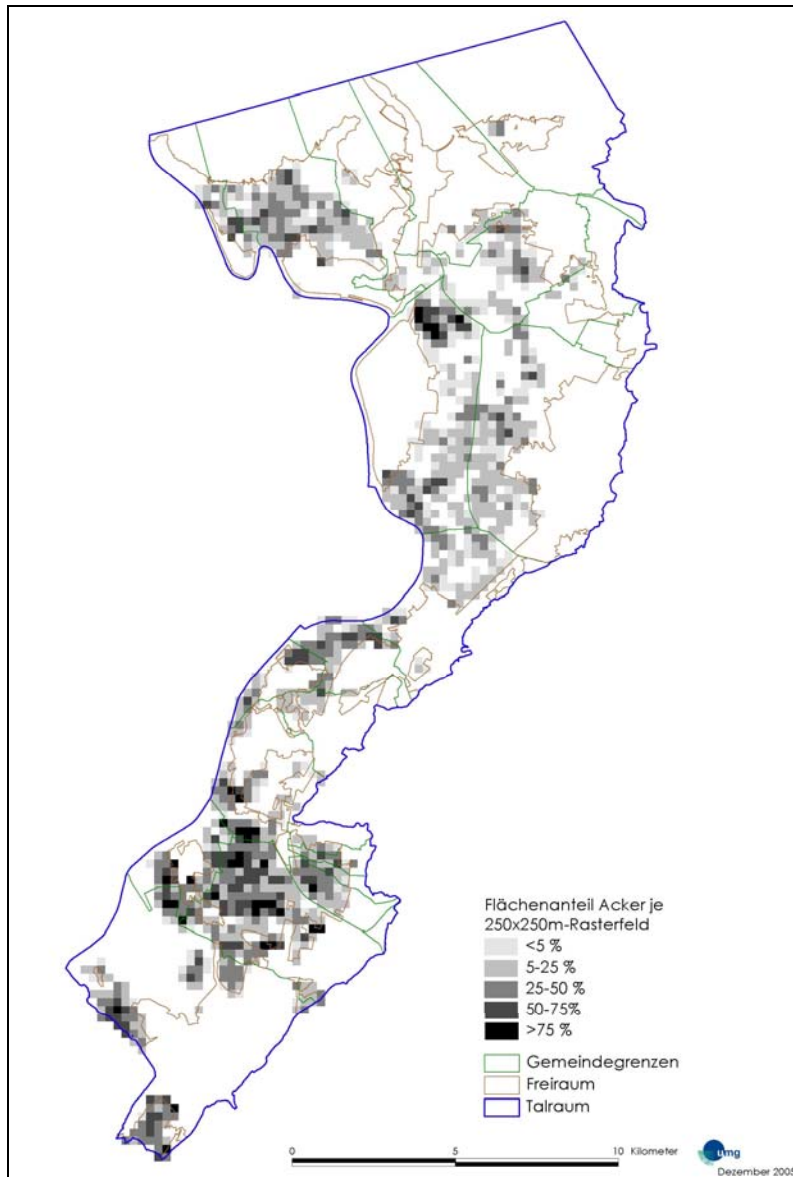 Flächenanteil Acker je
250x250m-Rasterfeld
<5 %
5-25 %
25-50 %
50-75%
>75 %
Gemeindegrenzen
Freiraum
Talraum
0 5 10 Kilometer
umg
Dezember 2005